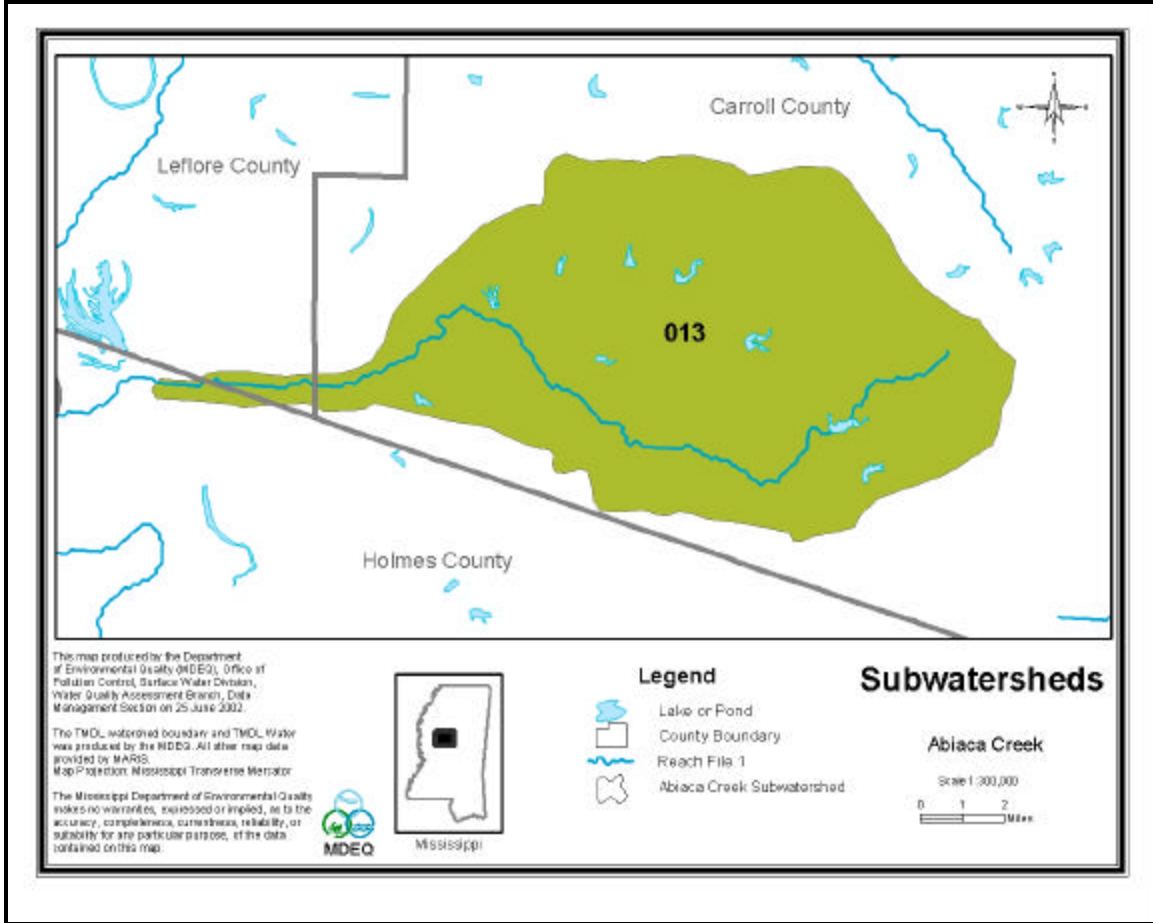 Carroll County
Leflore County
013
Holmes County
This map produced by the Department
of Environmental Quality (MDEQ), Office of
Pollution Control, Surface Water Division,
Water Quality Assessment Branch, Data
Management Section on 25 June 2002.
The TMDL watershed boundary and TMDL Water
was produced by the MDEQ. All other map data
provided by MARIS.
Map Projection: Mississippi Transverse Mercator
The Mississippi Department of Environmental Quality
makes no warranties, expressed or implied, as to the
accuracy, completeness, currentness, reliability, or
suitability for any particular purpose, of the data
contained on this map.
MDEQ
Mississippi
Legend
Lake or Pond
County Boundary
Reach File 1
Abiaca Creek Subwatershed
Subwatersheds
Abiaca Creek
Scale 1:300,000
0 1 2
Miles